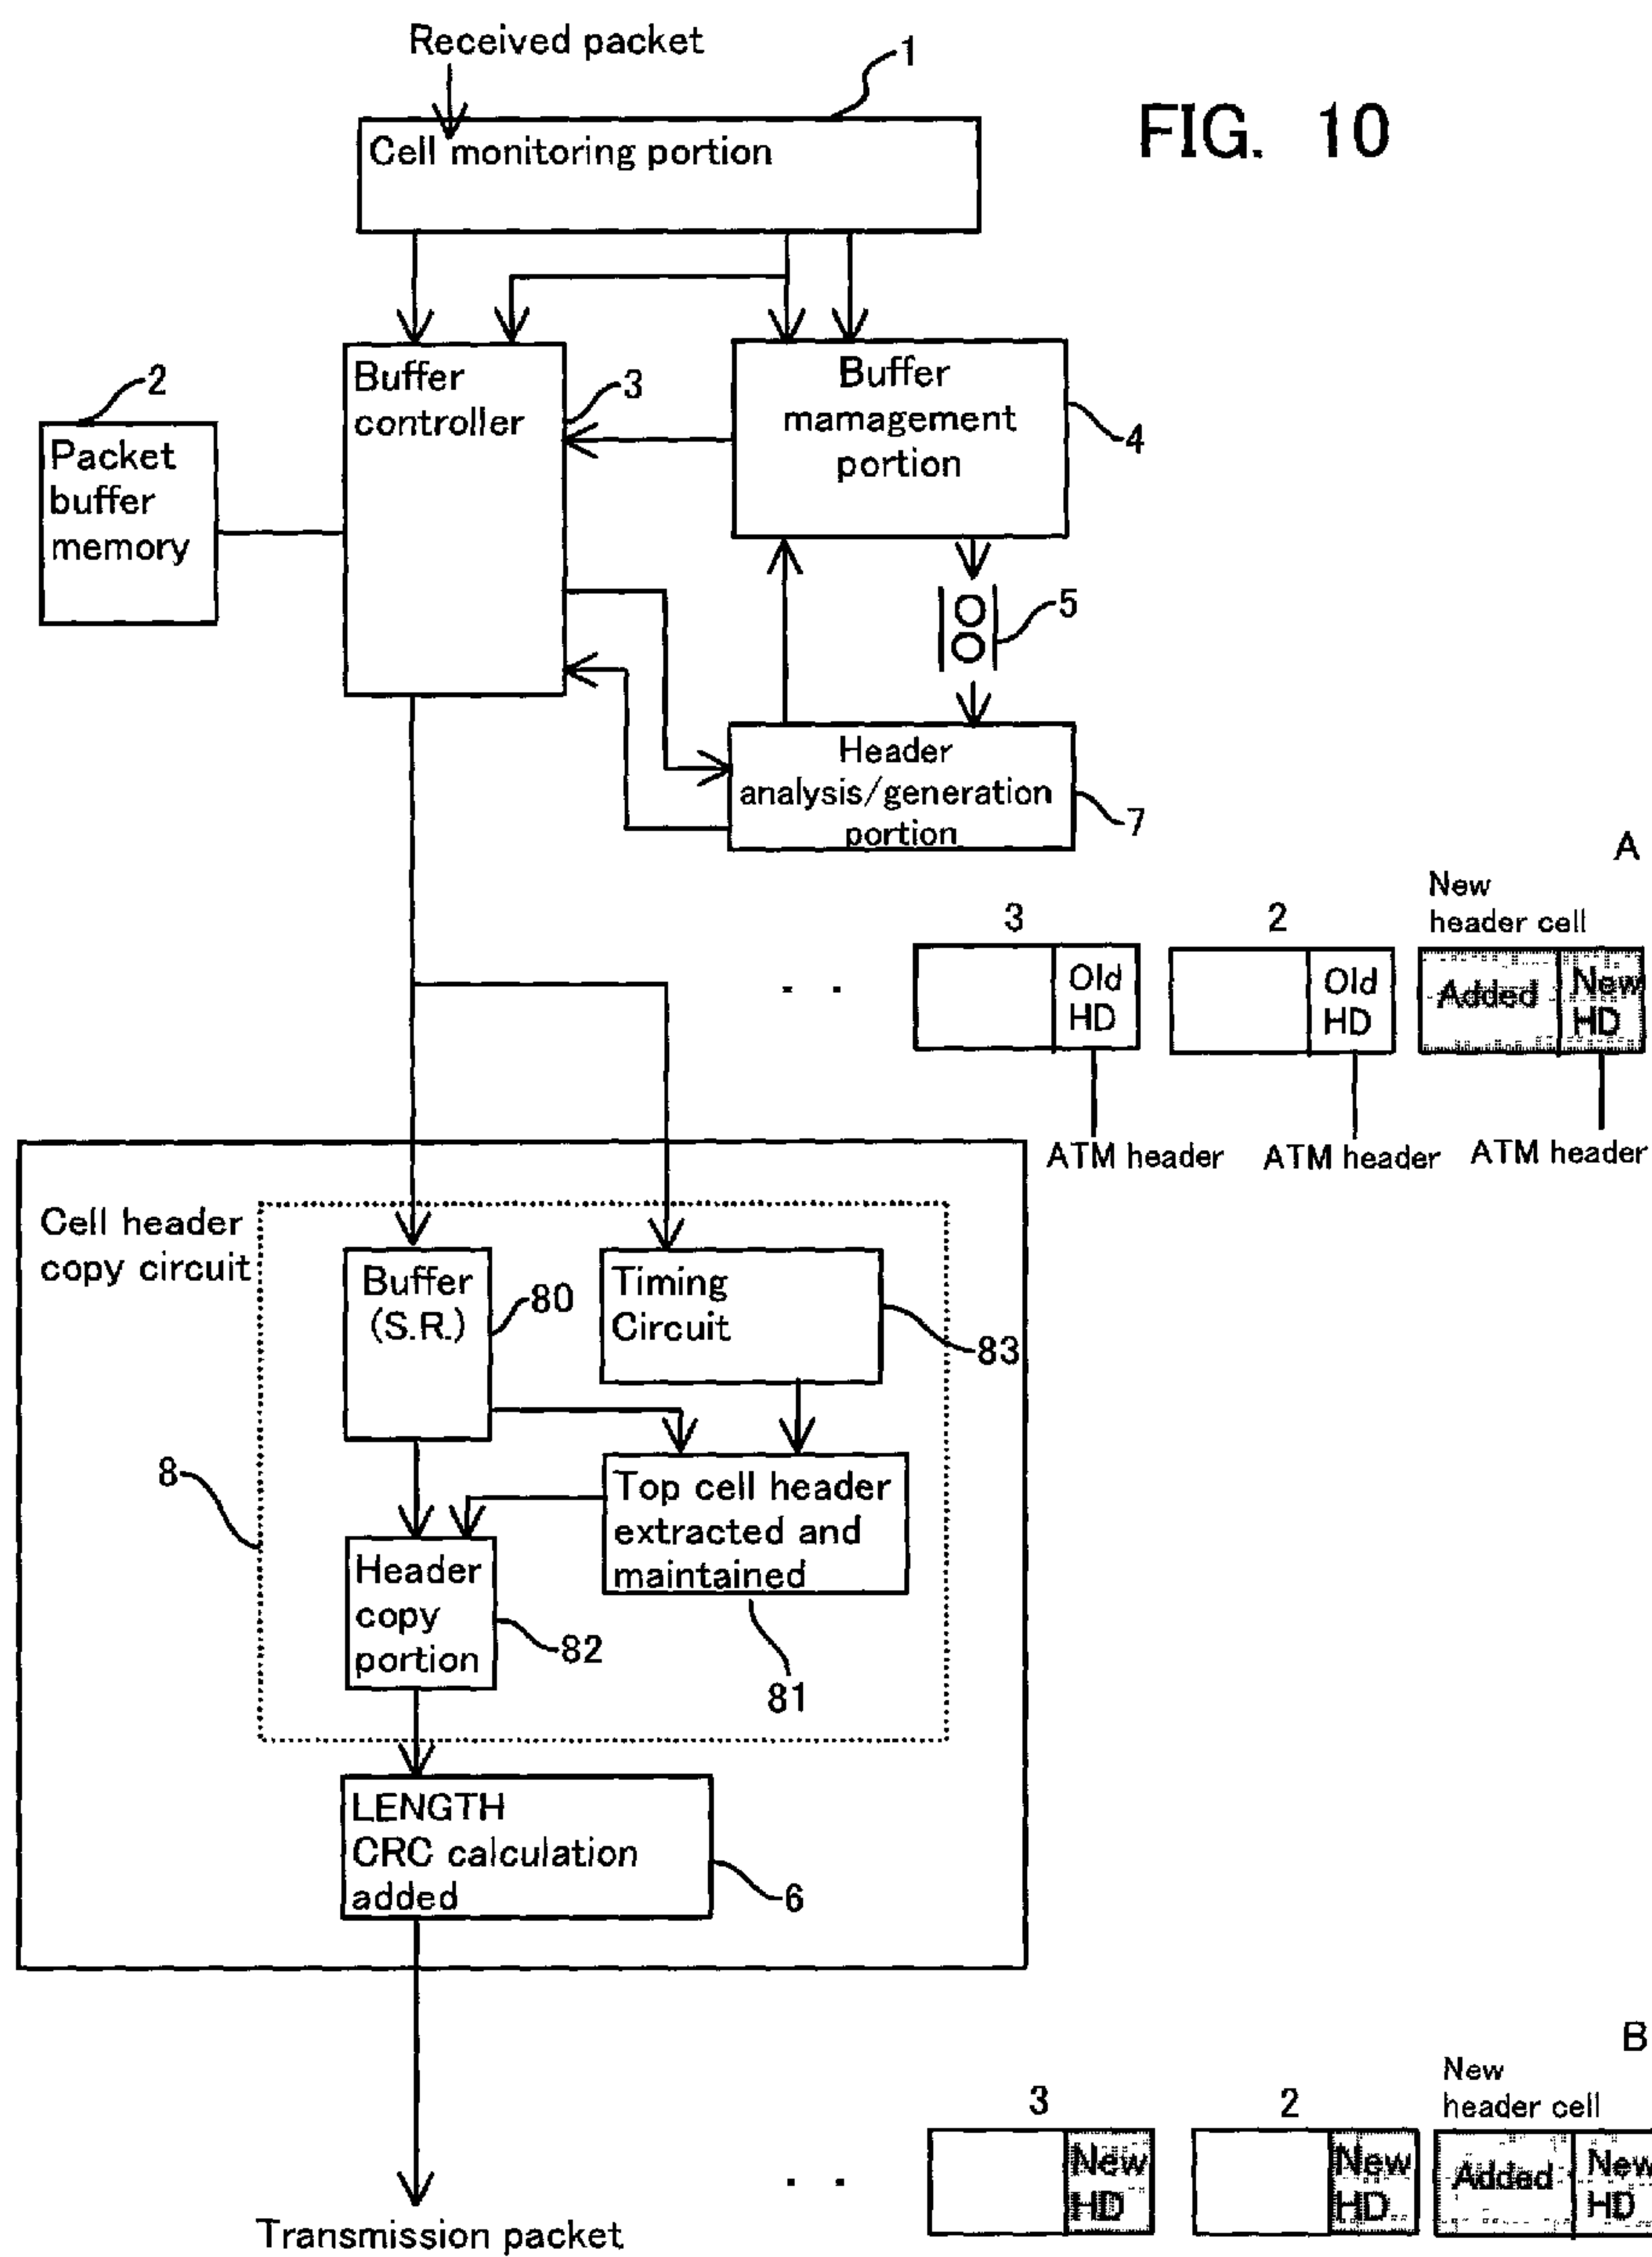 Received packet
1
FIG. 10
Cell monitoring portion
2
Packet
buffer
memory
Buffer
controller
3
Buffer
mamagement
portion
4
5
Header
analysis/generation
portion
7
A
New
header cell
3
2
Old
HD
Old
HD
Added
New
HD
ATM header
ATM header
ATM header
Cell header
copy circuit
Buffer
(S.R.)
80
Timing
Circuit
83
8
Top cell header
extracted and
maintained
81
Header
copy
portion
82
LENGTH
CRC calculation
added
6
B
New
header cell
3
2
New
HD
New
HD
Added
New
HD
Transmission packet